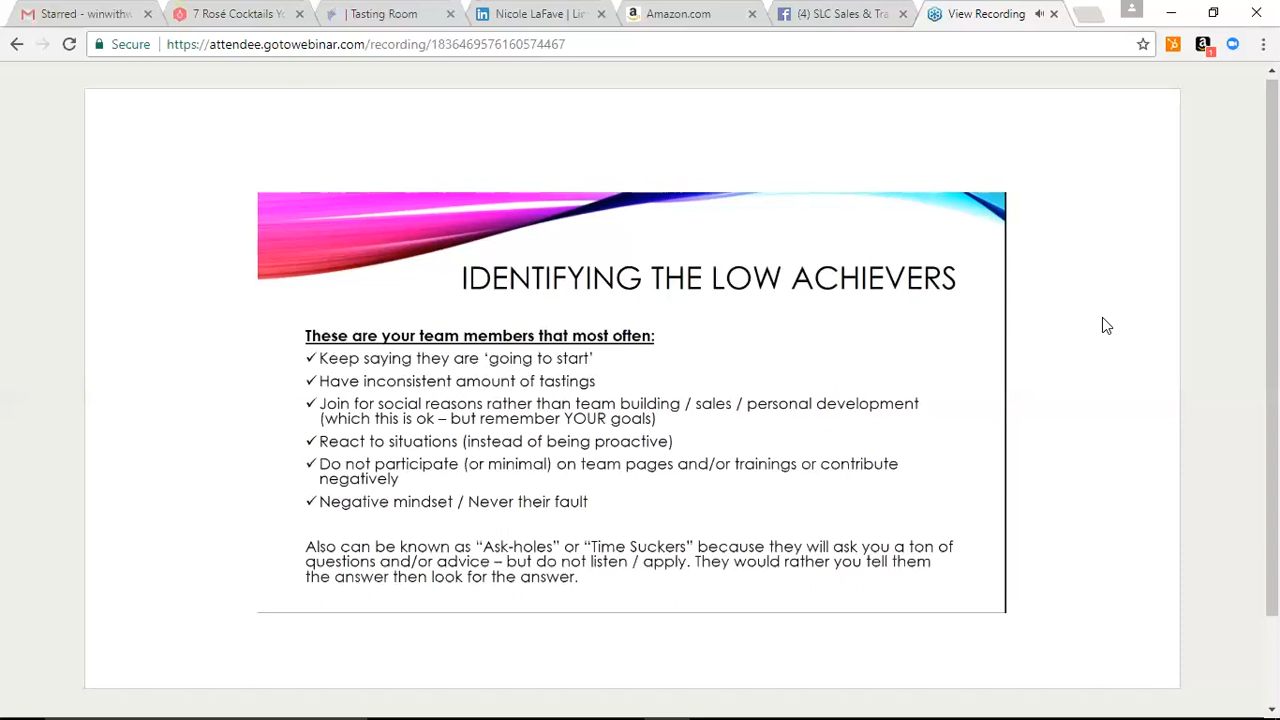 Starred - winwithw
7 Rosé Cocktails Yo
| Tasting Room
Nicole LaFave | Lin
Amazon.com
(4) SLC Sales & Tra
View Recording
Secure
https://attendee.gotowebinar.com/recording/1836469576160574467
1
IDENTIFYING THE LOW ACHIEVERS
These are your team members that most often:
✓Keep saying they are ‘going to start’
✓Have inconsistent amount of tastings
✓Join for social reasons rather than team building / sales / personal development
(which this is ok – but remember YOUR goals)
✓React to situations (instead of being proactive)
✓Do not participate (or minimal) on team pages and/or trainings or contribute
negatively
✓Negative mindset / Never their fault
Also can be known as “Ask-holes” or “Time Suckers” because they will ask you a ton of
questions and/or advice – but do not listen / apply. They would rather you tell them
the answer then look for the answer.